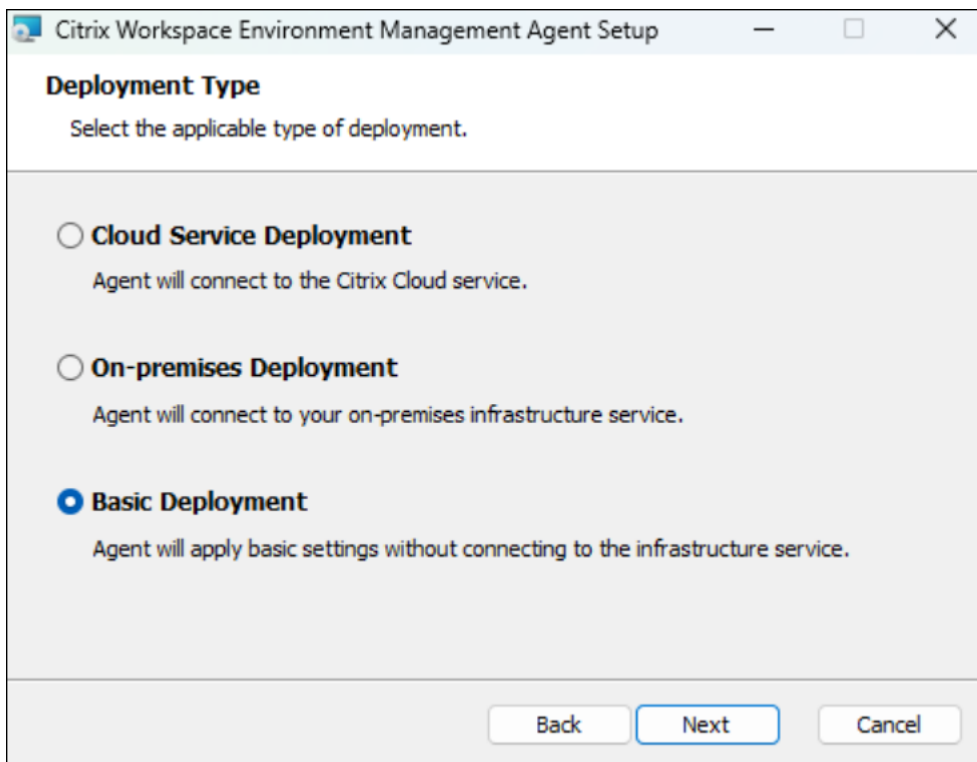 Citrix Workspace Environment Management Agent Setup
Deployment Type
Select the applicable type of deployment.
Cloud Service Deployment
Agent will connect to the Citrix Cloud service.
On-premises Deployment
Agent will connect to your on-premises infrastructure service.
Basic Deployment
Agent will apply basic settings without connecting to the infrastructure service.
Back Next Cancel